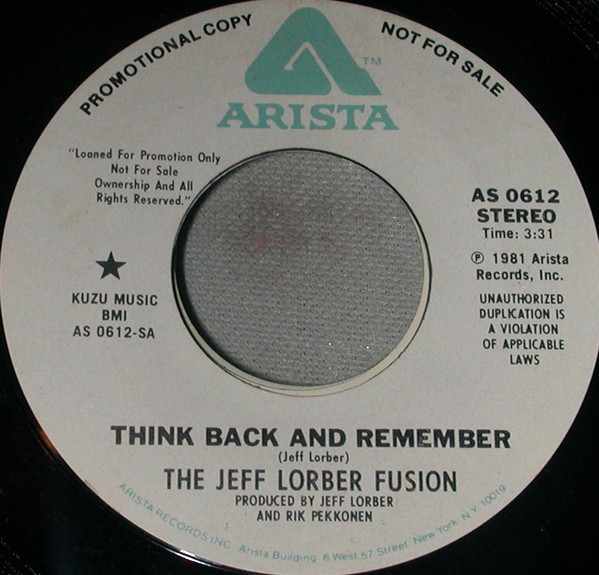 PROMOTIONAL COPY
NOT FOR SALE
TM
ARISTA
"Loaned For Promotion Only
Not For Sale
Ownership And All
Rights Reserved."
KUZU MUSIC
BMI
AS 0612-SA
AS 0612
STEREO
Time: 3:31
℗ 1981 Arista
Records, Inc.
UNAUTHORIZED
DUPLICATION IS
A VIOLATION
OF APPLICABLE
LAWS
THINK BACK AND REMEMBER
(Jeff Lorber)
THE JEFF LORBER FUSION
PRODUCED BY JEFF LORBER
AND RIK PEKKONEN
ARISTA RECORDS INC. Arista Building 6 West 57 Street New York N.Y. 10019